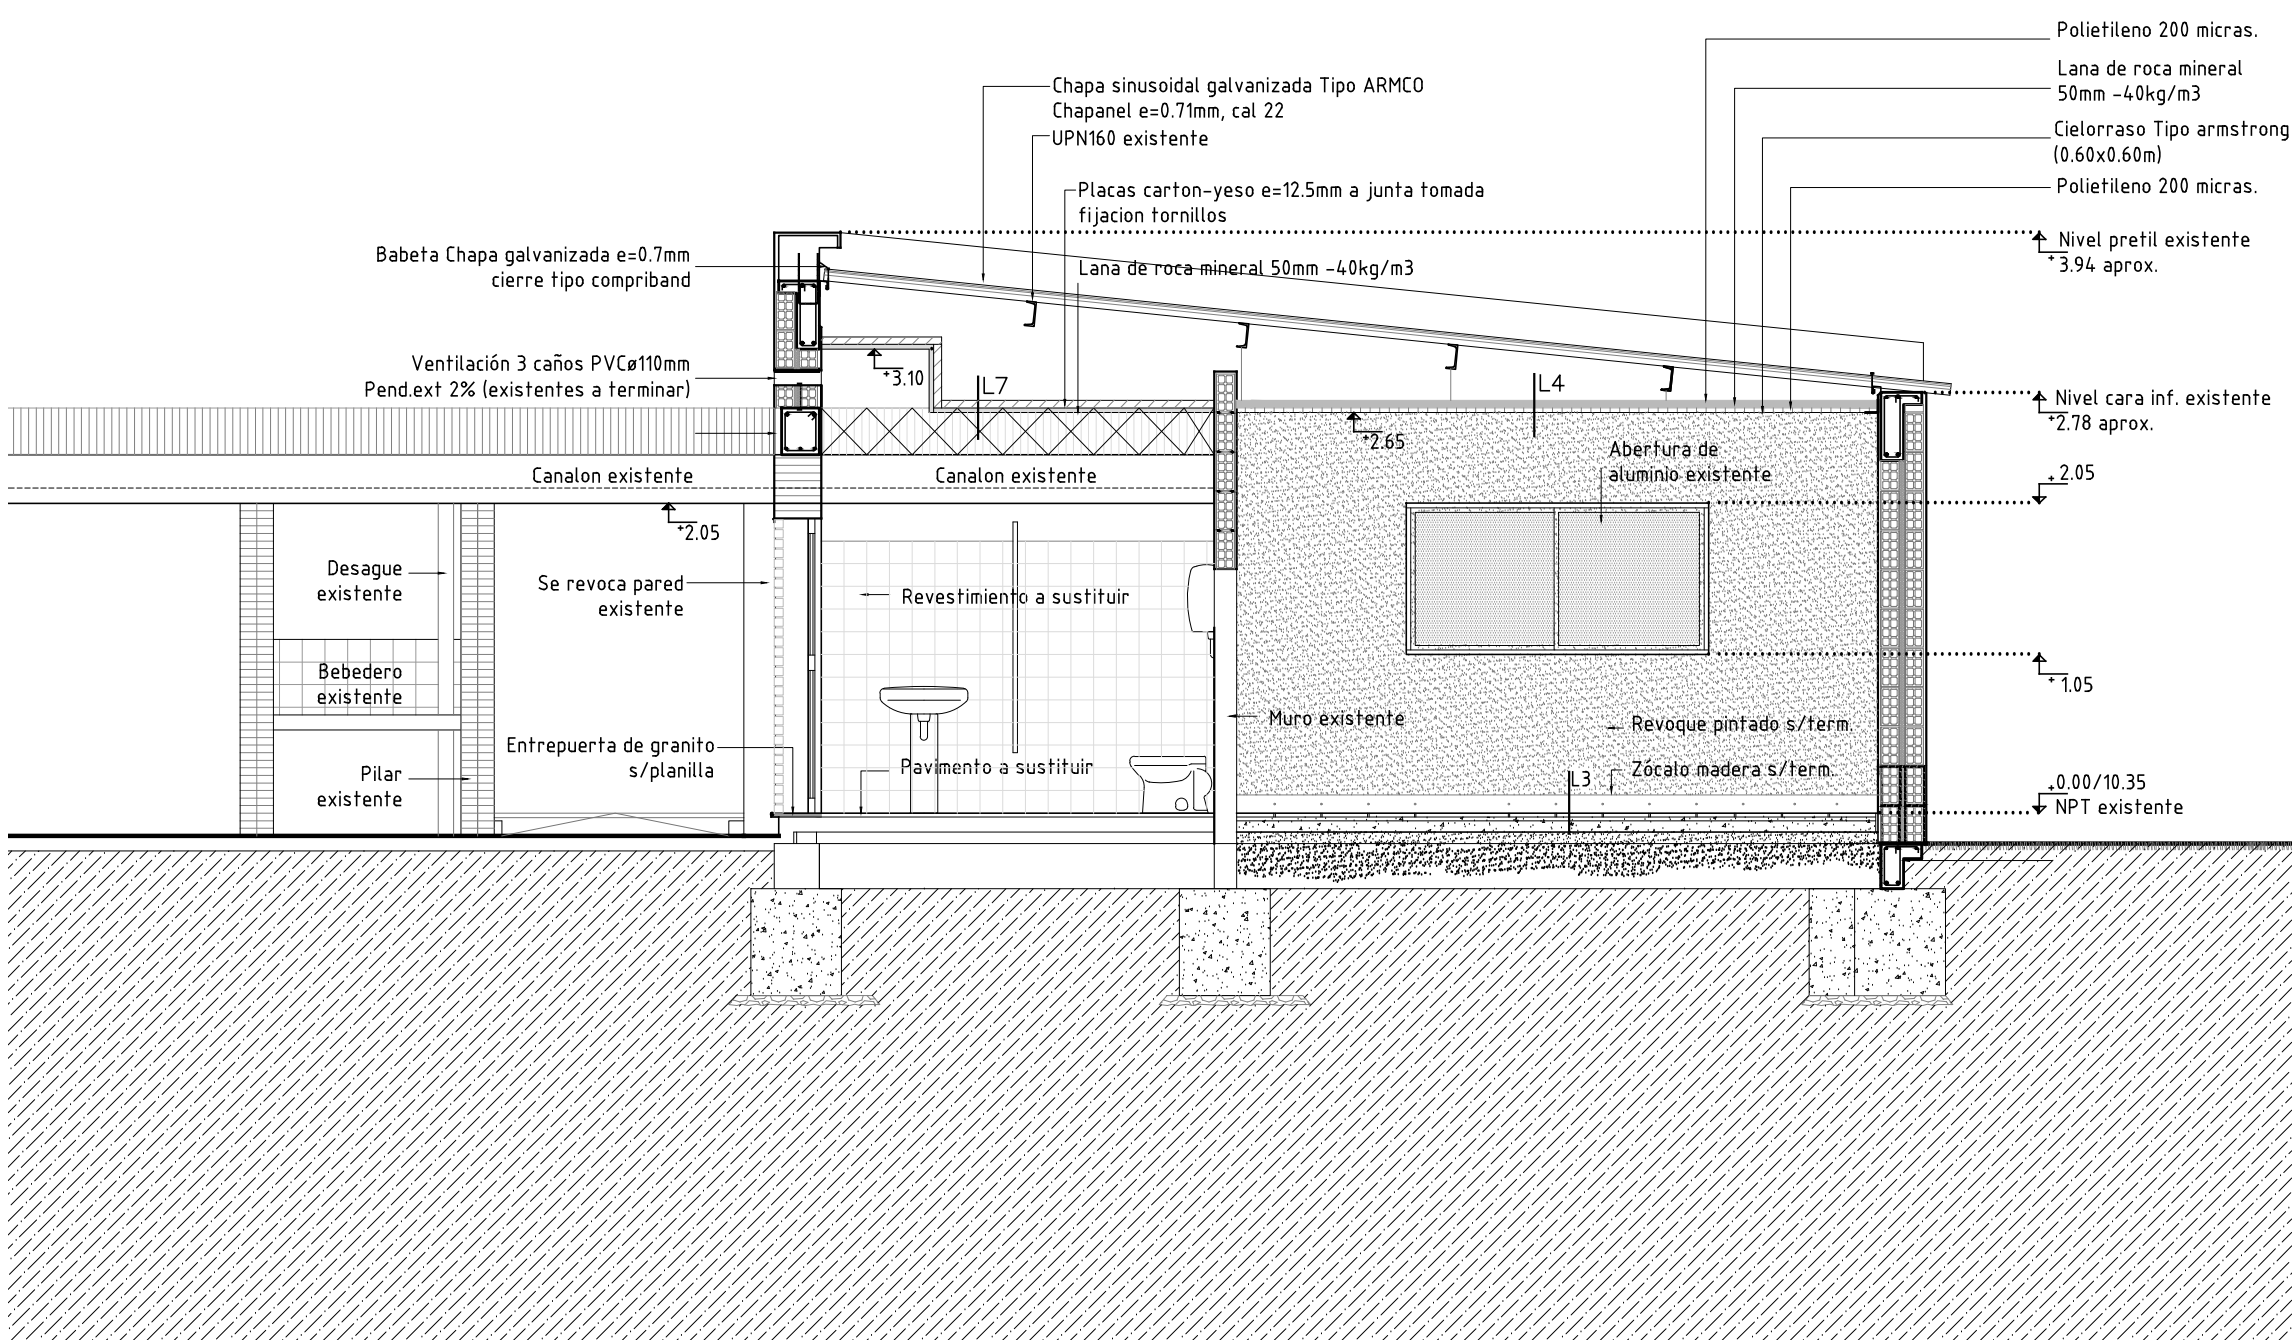 Polietileno 200 micras.
Lana de roca mineral
50mm -40kg/m3
Chapa sinusoidal galvanizada Tipo ARMCO
Chapanel e=0.71mm, cal 22
UPN160 existente
Cielorraso Tipo armstrong
(0.60x0.60m)
Placas carton-yeso e=12.5mm a junta tomada
fijacion tornillos
Polietileno 200 micras.
Nivel pretil existente
+3.94 aprox.
Babeta Chapa galvanizada e=0.7mm
cierre tipo compriband
Lana de roca mineral 50mm -40kg/m3
Ventilación 3 caños PVCø110mm
Pend.ext 2% (existentes a terminar)
+3.10
L7
L4
Nivel cara inf. existente
+2.78 aprox.
+2.65
Abertura de
aluminio existente
Canalon existente
Canalon existente
+2.05
+2.05
Desague
existente
Se revoca pared
existente
Revestimiento a sustituir
Bebedero
existente
+1.05
Muro existente
Revoque pintado s/term.
Entrepuerta de granito
s/planilla
Pavimento a sustituir
Zócalo madera s/term.
L3
Pilar
existente
+0.00/10.35
NPT existente